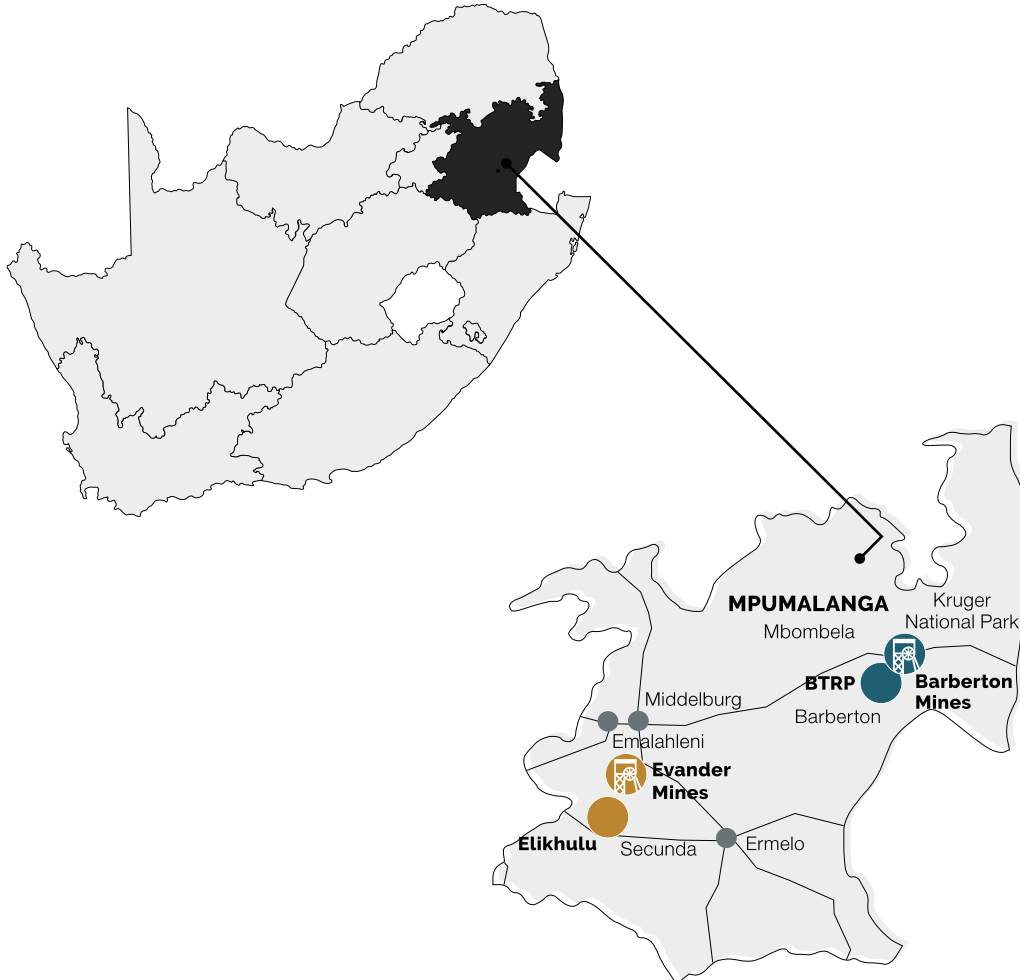 MPUMALANGA
Kruger
National Park
Mbombela
BTRP
Barberton
Mines
Barberton
Middelburg
Emalahleni
Evander
Mines
Elikhulu
Secunda
Ermelo